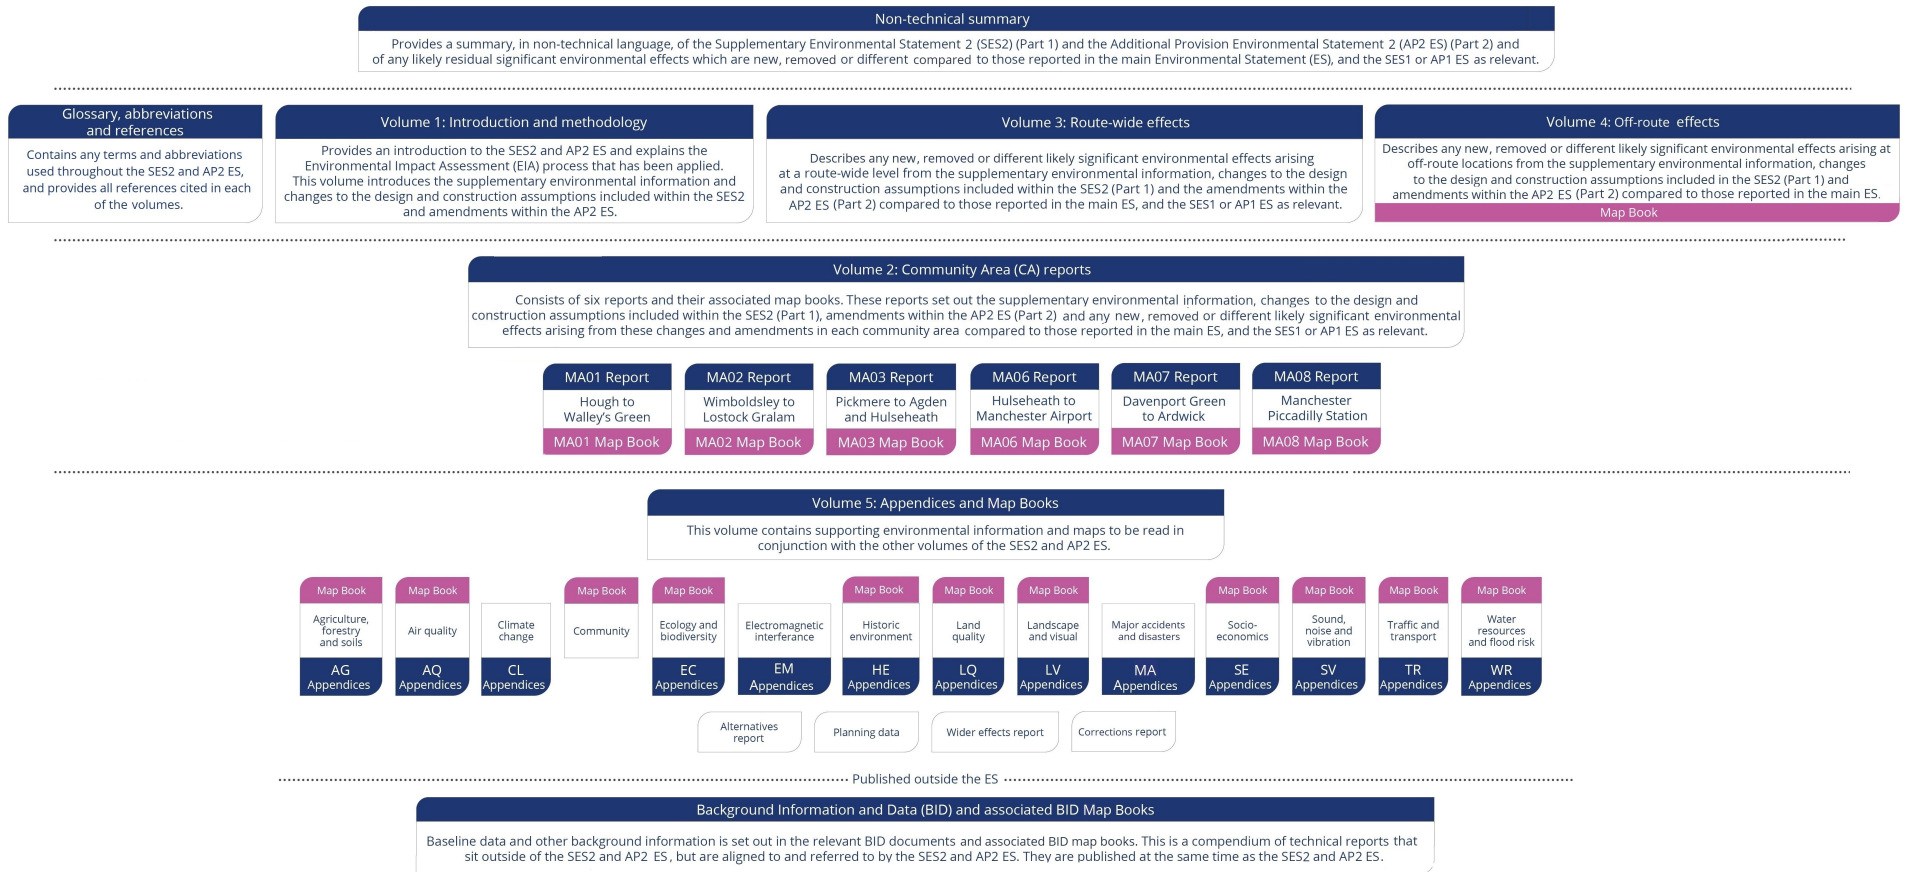 Non-technical summary
Provides a summary, in non-technical language, of the Supplementary Environmental Statement 2 (SES2) (Part 1) and the Additional Provision Environmental Statement 2 (AP2 ES) (Part 2) and
of any likely residual significant environmental effects which are new, removed or different compared to those reported in the main Environmental Statement (ES), and the SES1 or AP1 ES as relevant.
Glossary, abbreviations
and references
Contains any terms and abbreviations
used throughout the SES2 and AP2 ES,
and provides all references cited in each
of the volumes.
Volume 1: Introduction and methodology
Provides an introduction to the SES2 and AP2 ES and explains the
Environmental Impact Assessment (EIA) process that has been applied.
This volume introduces the supplementary environmental information and
changes to the design and construction assumptions included within the SES2
and amendments within the AP2 ES.
Volume 3: Route-wide effects
Describes any new, removed or different likely significant environmental effects arising
at a route-wide level from the supplementary environmental information, changes to the design
and construction assumptions included within the SES2 (Part 1) and the amendments within the
AP2 ES (Part 2) compared to those reported in the main ES, and the SES1 or AP1 ES as relevant.
Volume 4: Off-route effects
Describes any new, removed or different likely significant environmental effects arising at
off-route locations from the supplementary environmental information, changes
to the design and construction assumptions included in the SES2 (Part 1) and
amendments within the AP2 ES (Part 2) compared to those reported in the main ES.
Map Book
Volume 2: Community Area (CA) reports
Consists of six reports and their associated map books. These reports set out the supplementary environmental information, changes to the design and
construction assumptions included within the SES2 (Part 1), amendments within the AP2 ES (Part 2) and any new, removed or different likely significant environmental
effects arising from these changes and amendments in each community area compared to those reported in the main ES, and the SES1 or AP1 ES as relevant.
MA01 Report
Hough to
Walley's Green
MA01 Map Book
MA02 Report
Wimboldsley to
Lostock Gralam
MA02 Map Book
MA03 Report
Pickmere to Agden
and Hulseheath
MA03 Map Book
MA06 Report
Hulseheath to
Manchester Airport
MA06 Map Book
MA07 Report
Davenport Green
to Ardwick
MA07 Map Book
MA08 Report
Manchester
Piccadilly Station
MA08 Map Book
Volume 5: Appendices and Map Books
This volume contains supporting environmental information and maps to be read in
conjunction with the other volumes of the SES2 and AP2 ES.
Map Book
Agriculture,
forestry
and soils
AG
Appendices
Map Book
Air quality
AQ
Appendices
Climate
change
CL
Appendices
Map Book
Community
Map Book
Ecology and
biodiversity
EC
Appendices
Electromagnetic
interferance
EM
Appendices
Map Book
Historic
environment
HE
Appendices
Map Book
Land
quality
LQ
Appendices
Map Book
Landscape
and visual
LV
Appendices
Major accidents
and disasters
MA
Appendices
Map Book
Socio-
economics
SE
Appendices
Map Book
Sound,
noise and
vibration
SV
Appendices
Map Book
Traffic and
transport
TR
Appendices
Map Book
Water
resources
and flood risk
WR
Appendices
Alternatives
report
Planning data
Wider effects report
Corrections report
Published outside the ES
Background Information and Data (BID) and associated BID Map Books
Baseline data and other background information is set out in the relevant BID documents and associated BID map books. This is a compendium of technical reports that
sit outside of the SES2 and AP2 ES, but are aligned to and referred to by the SES2 and AP2 ES. They are published at the same time as the SES2 and AP2 ES.